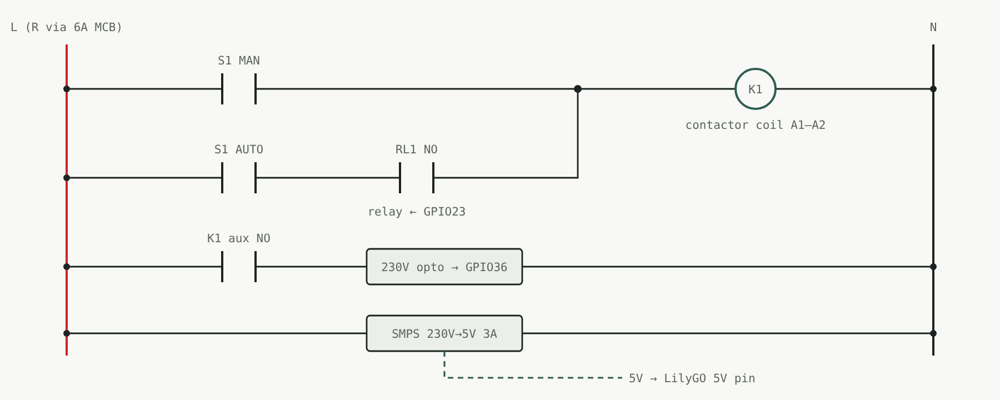 L (R via 6A MCB)
N
S1 MAN
K1
contactor coil A1–A2
S1 AUTO
RL1 NO
relay ← GPIO23
K1 aux NO
230V opto → GPIO36
SMPS 230V→5V 3A
5V → LilyGO 5V pin